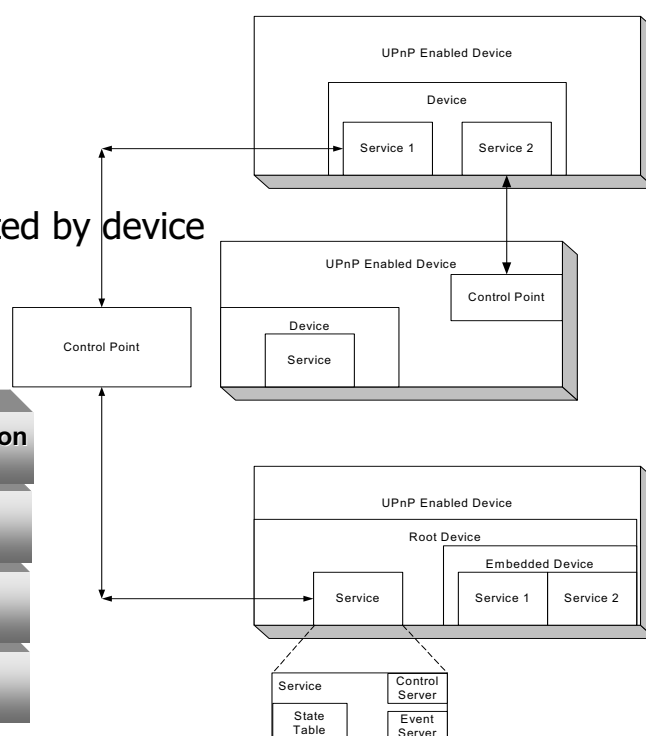 UPnP Enabled Device
Device
Service 1
Service 2
by device
UPnP Enabled Device
Control Point
Device
Service
Control Point
UPnP Enabled Device
Root Device
Embedded Device
Service
Service 1
Service 2
Service
Control
Server
State
Table
Event
Server